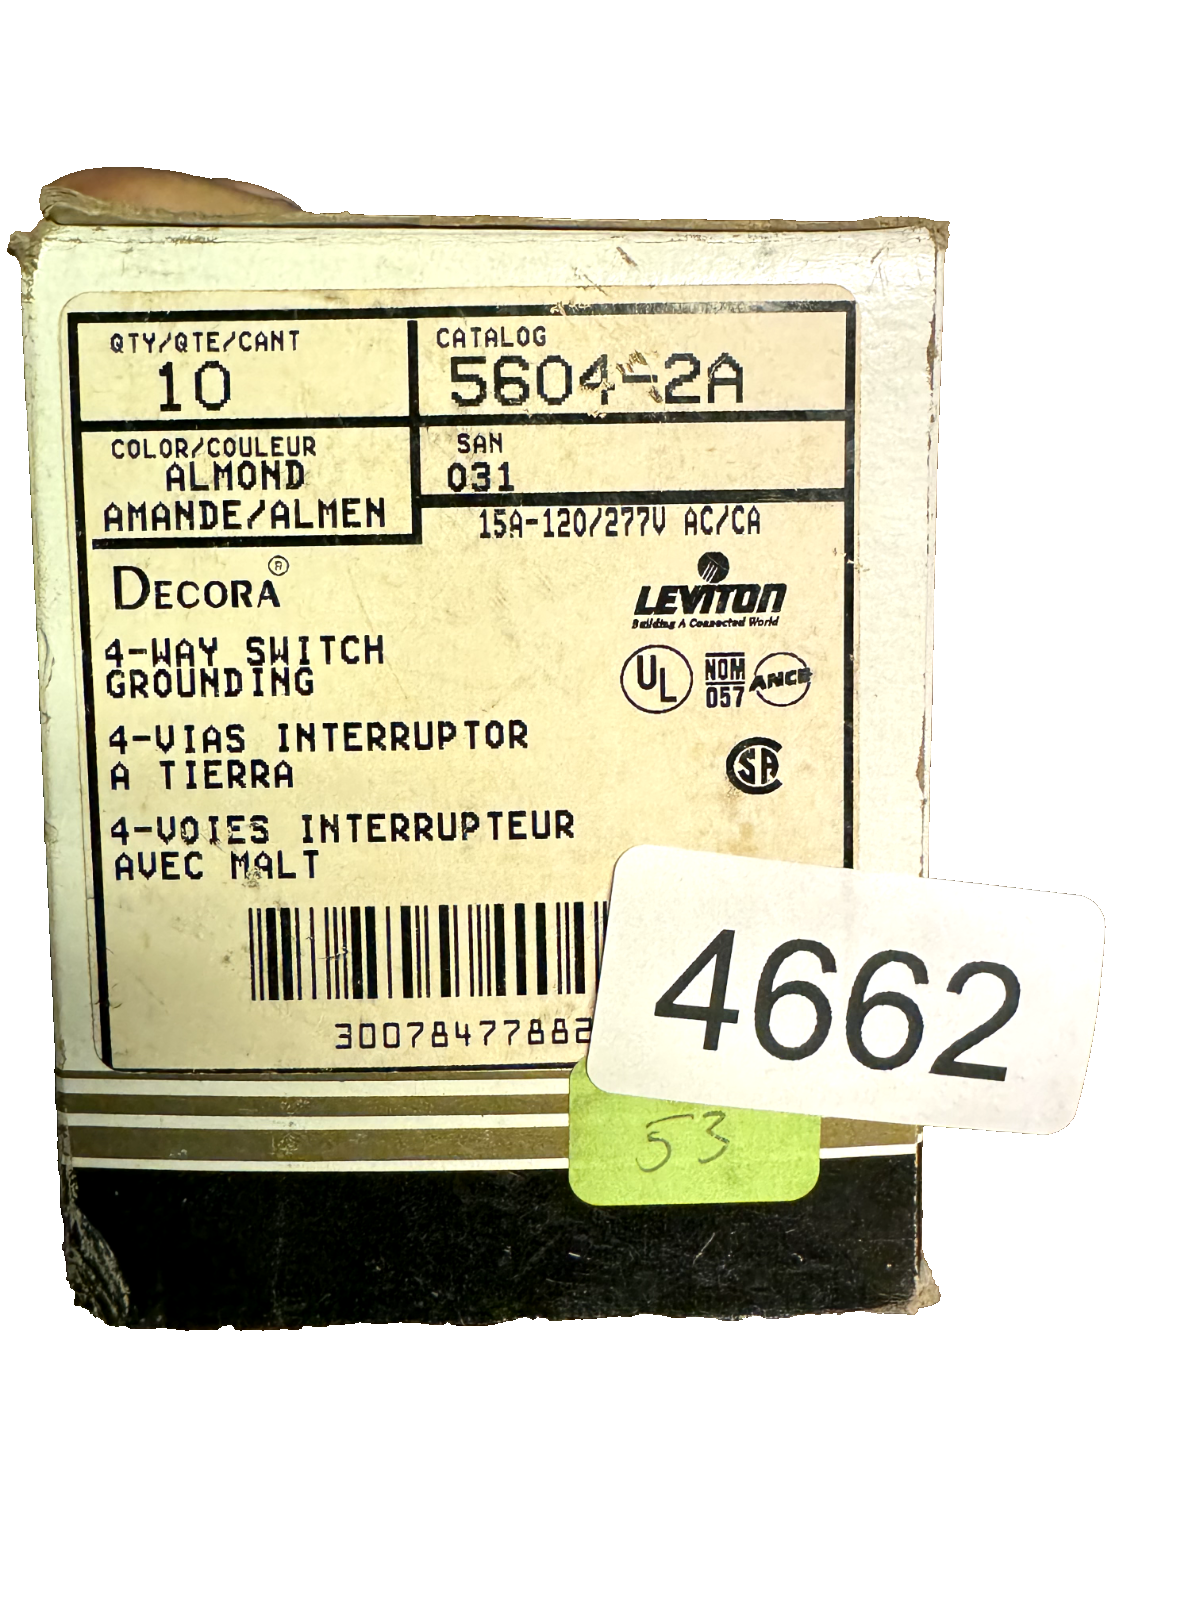 QTY/QTE/CANT
10
CATALOG
5604-2A
COLOR/COULEUR
ALMOND
AMANDE/ALMEN
SAN
031
15A-120/277V AC/CA
DECORA®
LEVITON
Building A Connected World
4-WAY SWITCH
GROUNDING
UL
NOM
057
ANCE
4-VIAS INTERRUPTOR
A TIERRA
CSA
4-VOIES INTERRUPTEUR
AVEC MALT
30078477882
4662
53